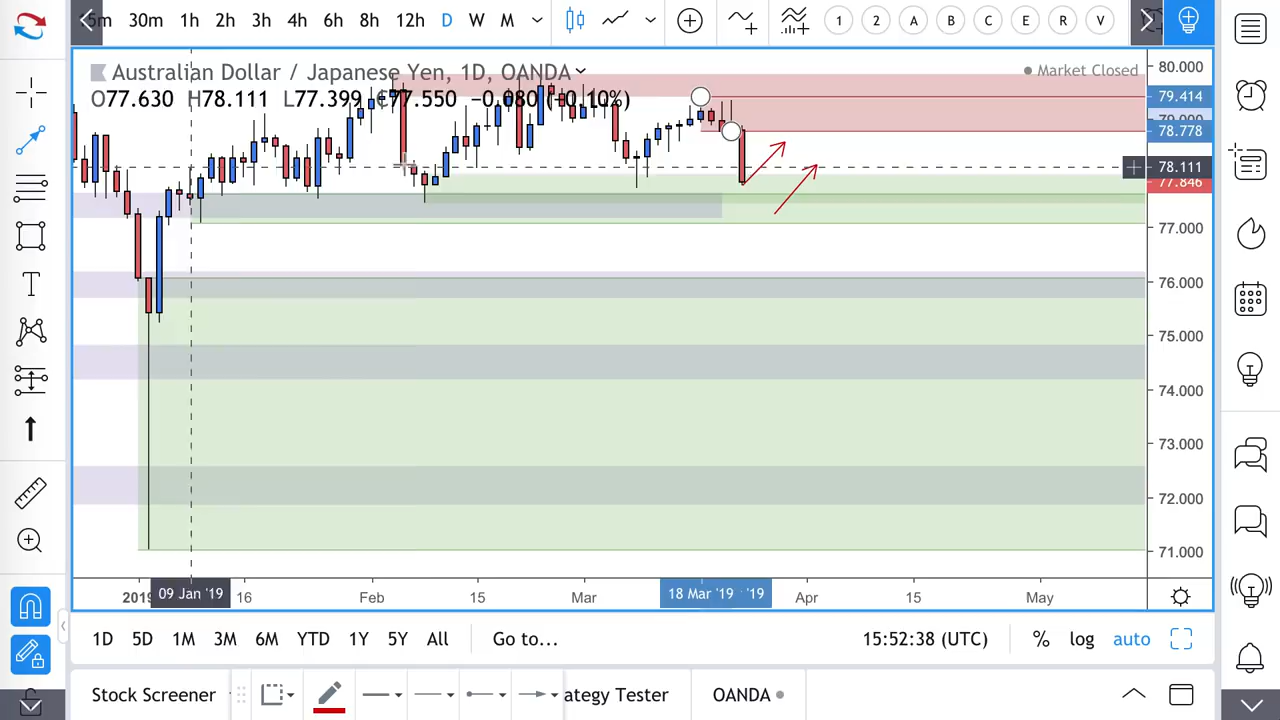 5m 30m 1h 2h 3h 4h 6h 8h 12h D W M 1 2 A B C E R V
Australian Dollar / Japanese Yen, 1D, OANDA
Market Closed
O77.630 H78.111 L77.399 C77.550 −0.080 (−0.10%)
80.000
79.414
79.000
78.778
78.111
77.846
77.000
76.000
75.000
74.000
73.000
72.000
71.000
2019 09 Jan '19 16 Feb 15 Mar 18 Mar '19 '19 Apr 15 May
1D 5D 1M 3M 6M YTD 1Y 5Y All Go to... 15:52:38 (UTC) % log auto
Stock Screener ategy Tester OANDA